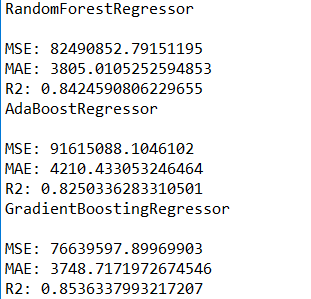 RandomForestRegressor
MSE: 82490852.79151195
MAE: 3805.0105252594853
R2: 0.8424590806229655
AdaBoostRegressor
MSE: 91615088.1046102
MAE: 4210.433053246464
R2: 0.8250336283310501
GradientBoostingRegressor
MSE: 76639597.89969903
MAE: 3748.7171972674546
R2: 0.8536337993217207